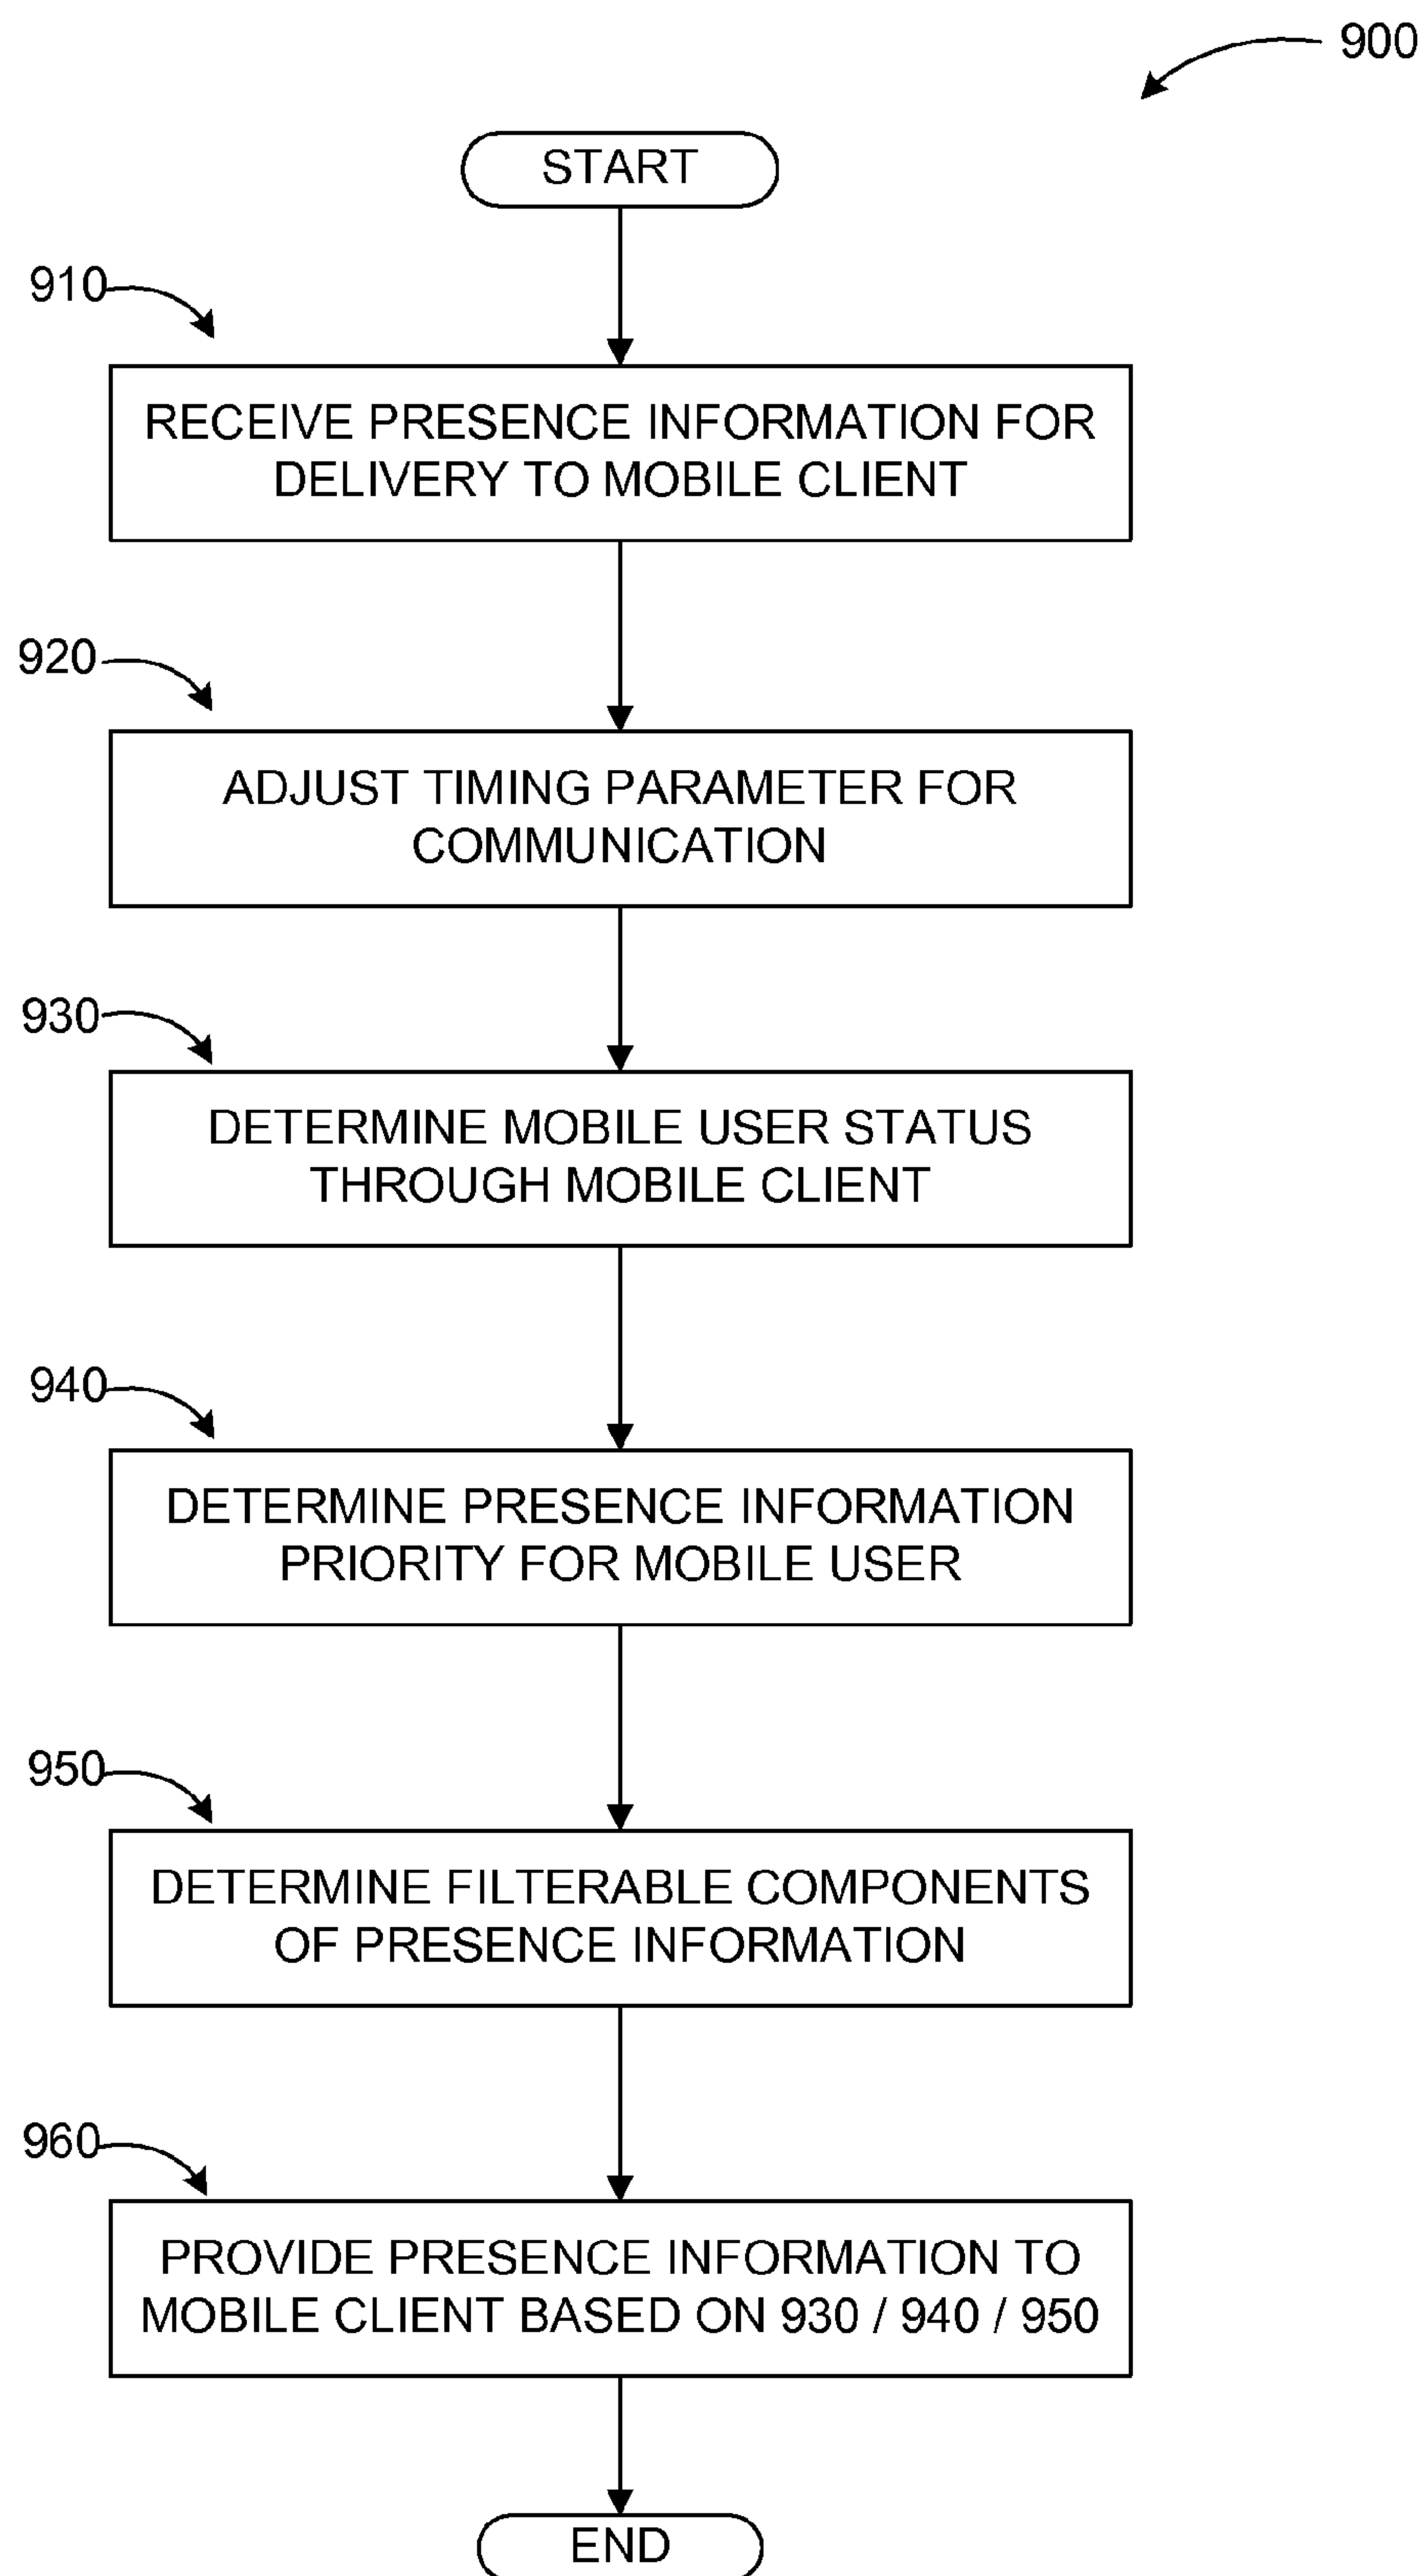 900
START
910
RECEIVE PRESENCE INFORMATION FOR
DELIVERY TO MOBILE CLIENT
920
ADJUST TIMING PARAMETER FOR
COMMUNICATION
930
DETERMINE MOBILE USER STATUS
THROUGH MOBILE CLIENT
940
DETERMINE PRESENCE INFORMATION
PRIORITY FOR MOBILE USER
950
DETERMINE FILTERABLE COMPONENTS
OF PRESENCE INFORMATION
960
PROVIDE PRESENCE INFORMATION TO
MOBILE CLIENT BASED ON 930 / 940 / 950
END